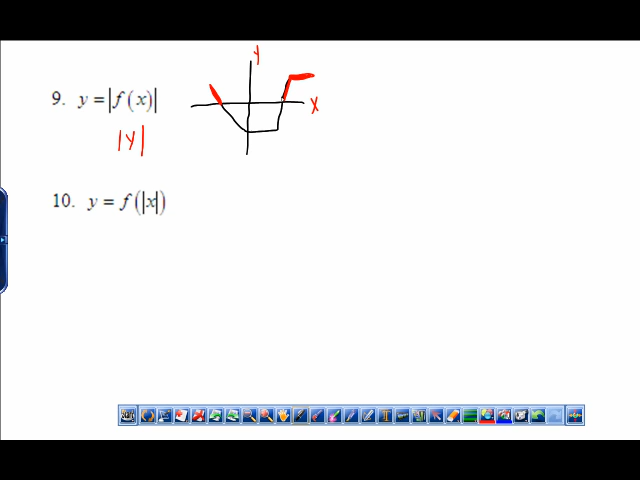 Y
9. y = |f(x)|
X
|Y|
10. y = f(|x|)